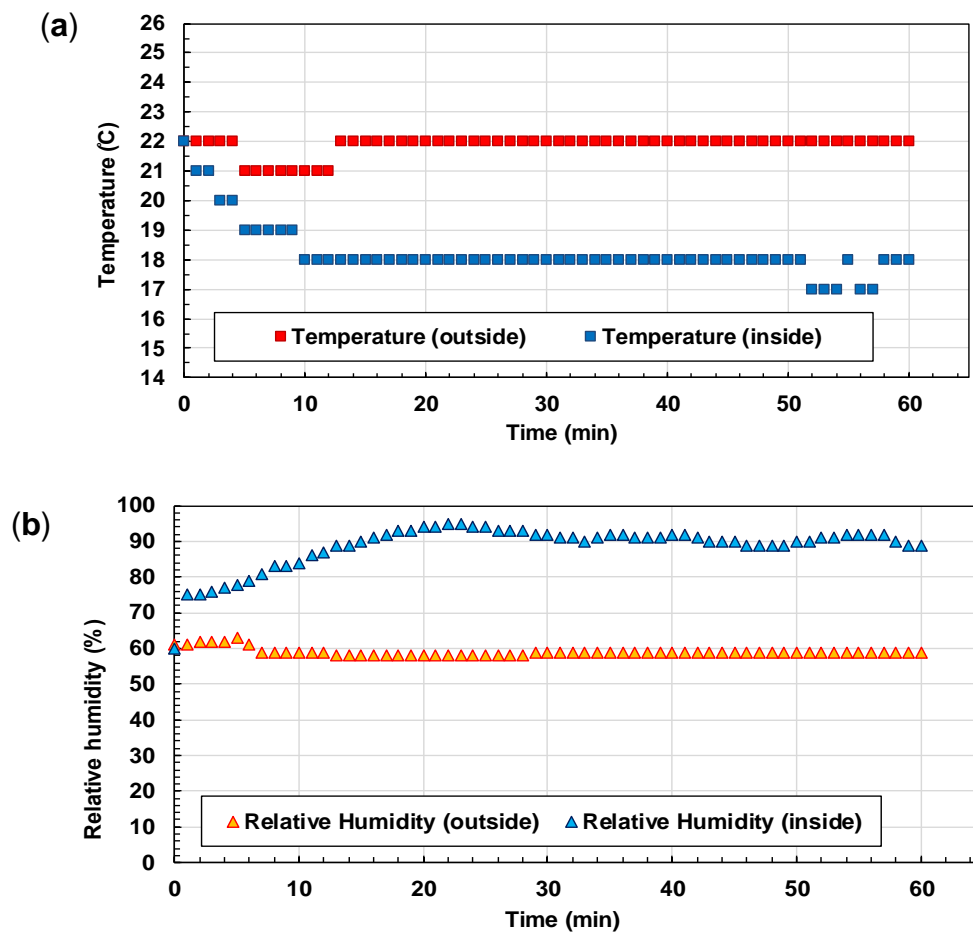 (a)
26
25
24
23
22
21
20
19
18
17
16
15
14
Temperature (C)
Temperature (outside) Temperature (inside)
0 10 20 30 40 50 60
Time (min)
(b)
100
90
80
70
60
50
40
30
20
10
0
Relative humidity (%)
Relative Humidity (outside) Relative Humidity (inside)
0 10 20 30 40 50 60
Time (min)